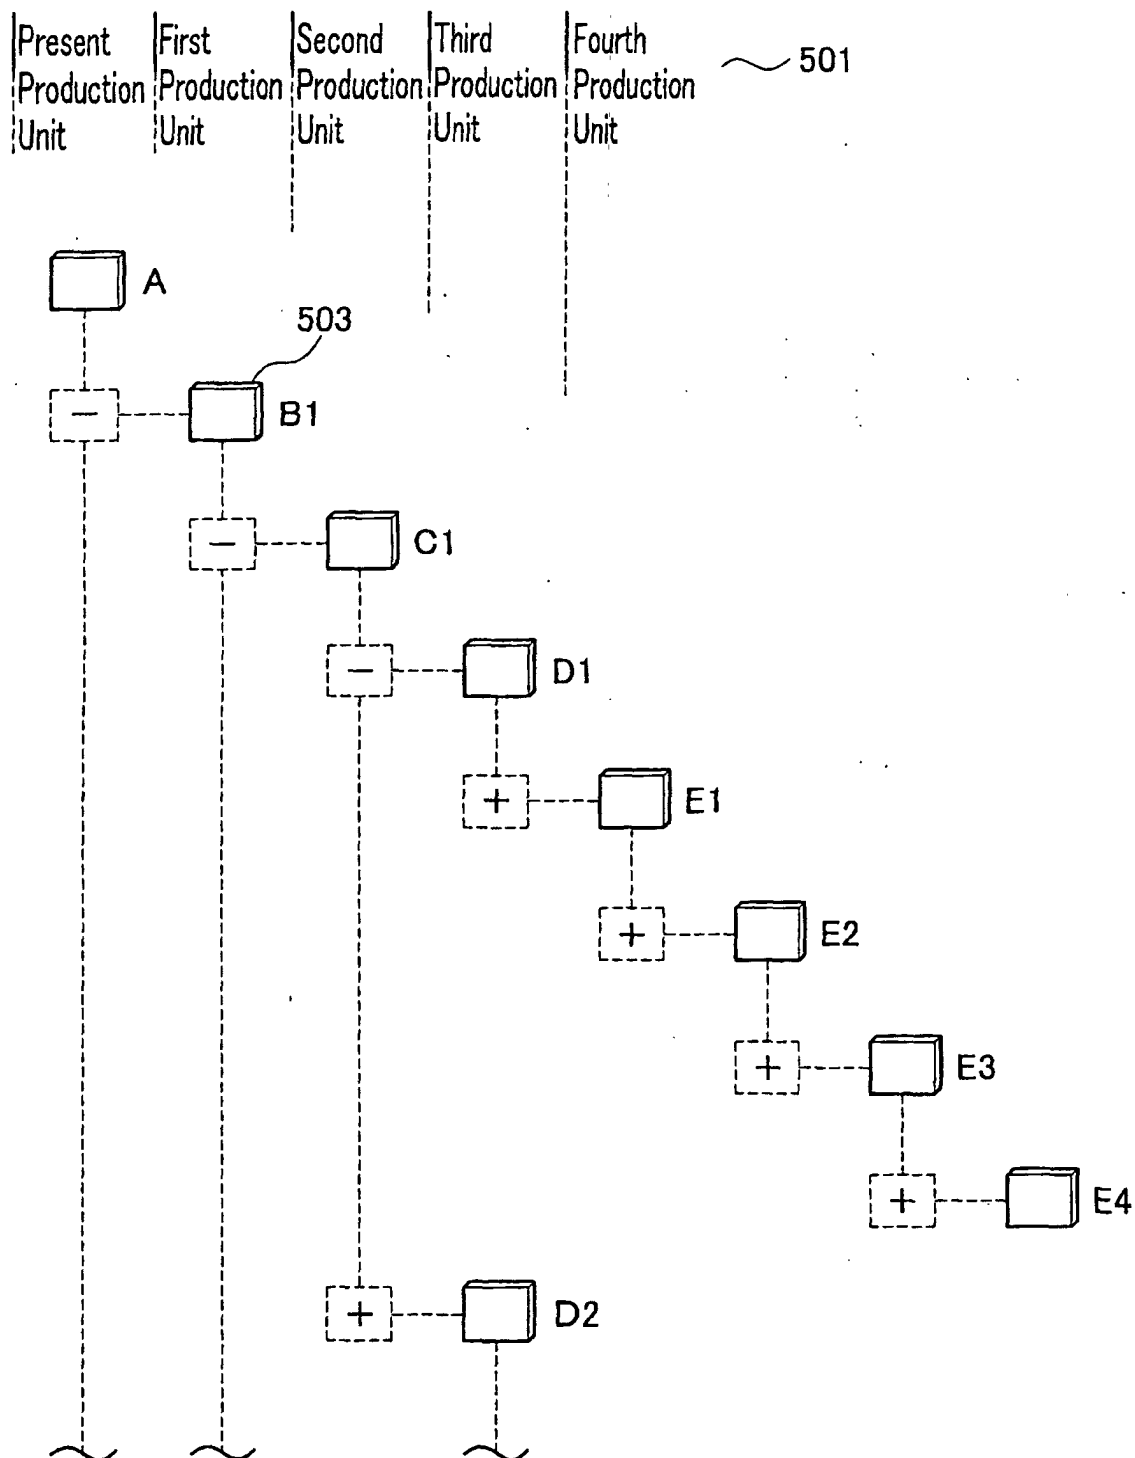 Present Production Unit
First Production Unit
Second Production Unit
Third Production Unit
Fourth Production Unit
501
A
503
− B1
− C1
− D1
+ E1
+ E2
+ E3
+ E4
+ D2